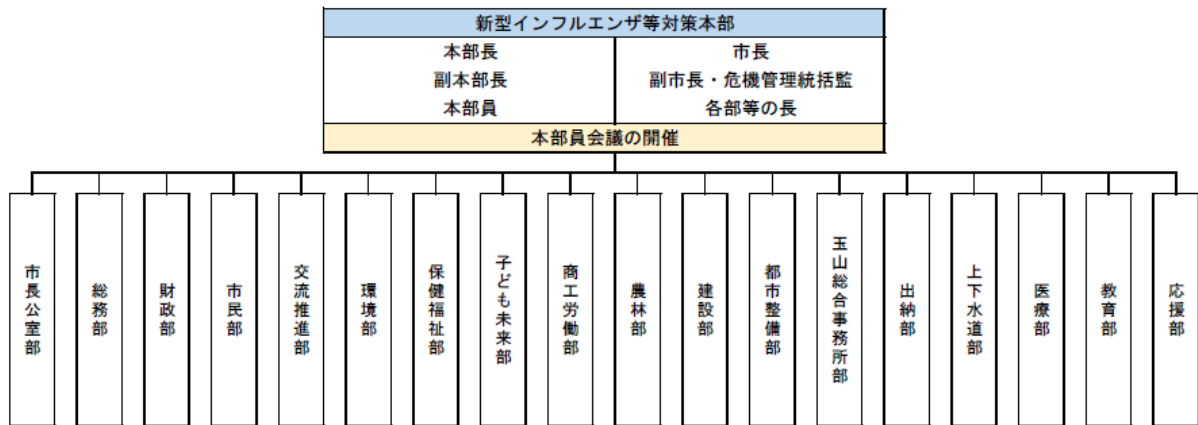 新型インフルエンザ等対策本部
本部長
市長
副本部長
副市長・危機管理統括監
本部員
各部等の長
本部員会議の開催
市長公室部
総務部
財政部
市民部
交流推進部
環境部
保健福祉部
子ども未来部
商工労働部
農林部
建設部
都市整備部
玉山総合事務所部
出納部
上下水道部
医療部
教育部
応援部